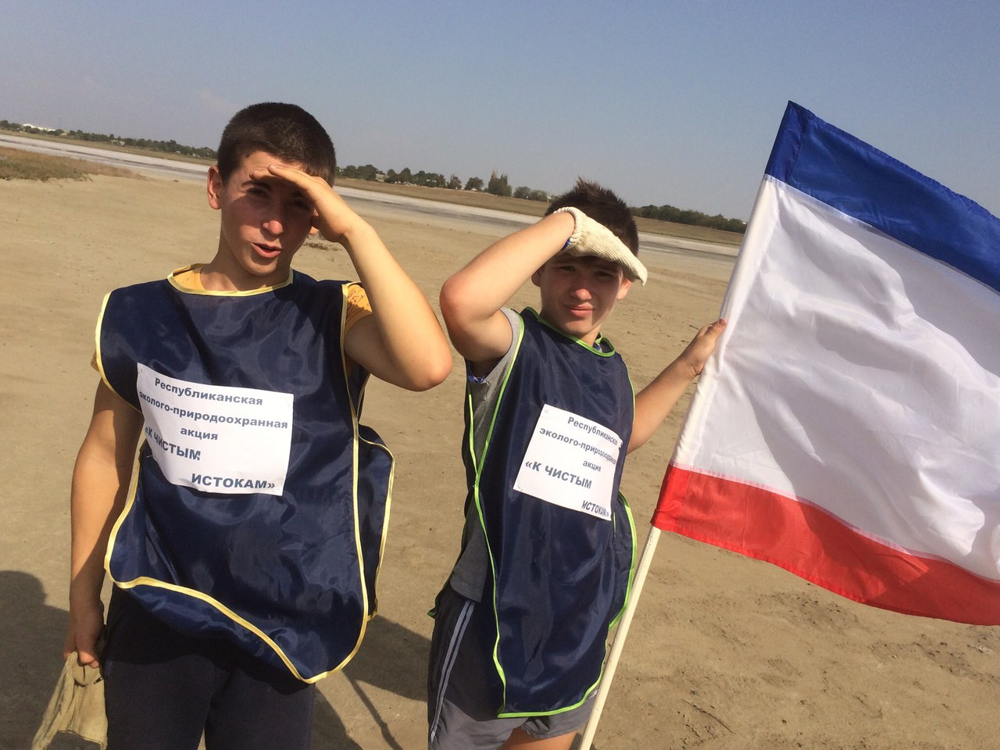 Республиканская
эколого-природоохранная
акция
«К ЧИСТЫМ
ИСТОКАМ»
Республиканская
эколого-природоохранная
акция
«К ЧИСТЫМ
ИСТОКАМ»